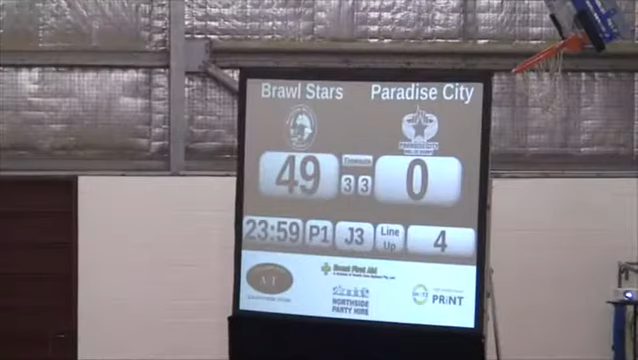 Brawl Stars Paradise City
49 Timeouts 0
3 3
23:59 P1 J3 Line Up 4
NORTHSIDE
PARTY HIRE
PRiNT